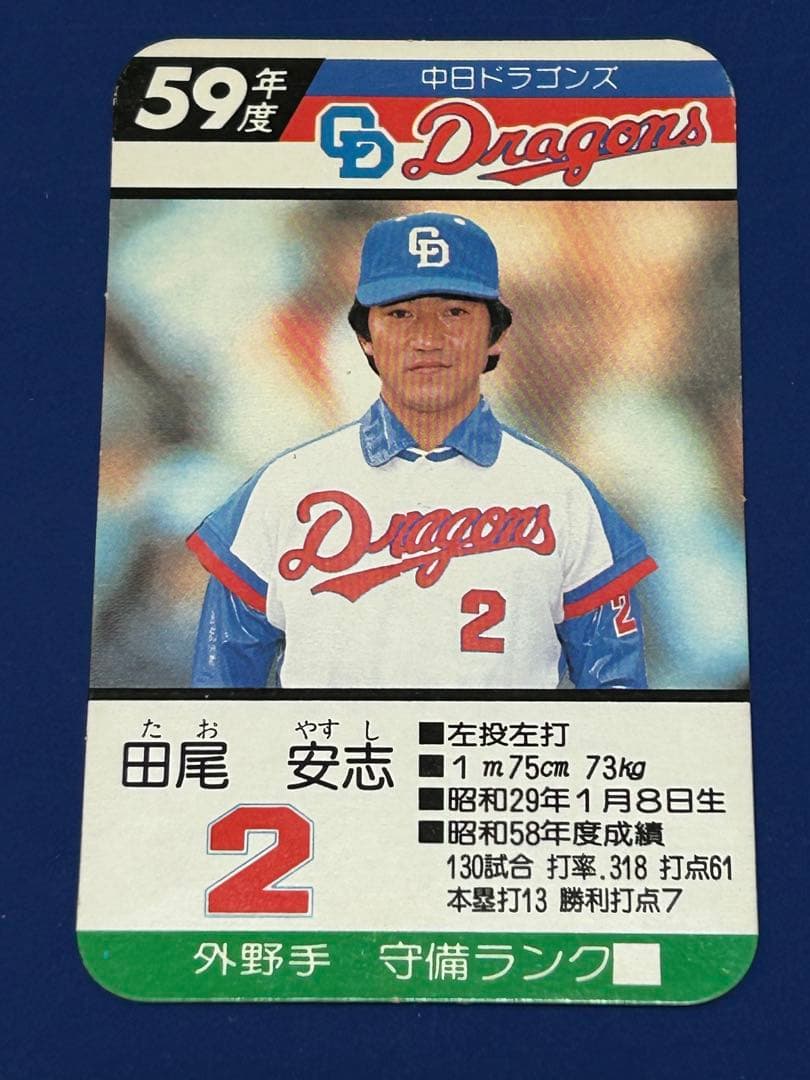 59年度
中日ドラゴンズ
CD Dragons
CD
Dragons
2
2
たお やすし
田尾 安志
2
■左投左打
■1m75cm 73kg
■昭和29年1月8日生
■昭和58年度成績
130試合 打率.318 打点61
本塁打13 勝利打点7
外野手 守備ランク